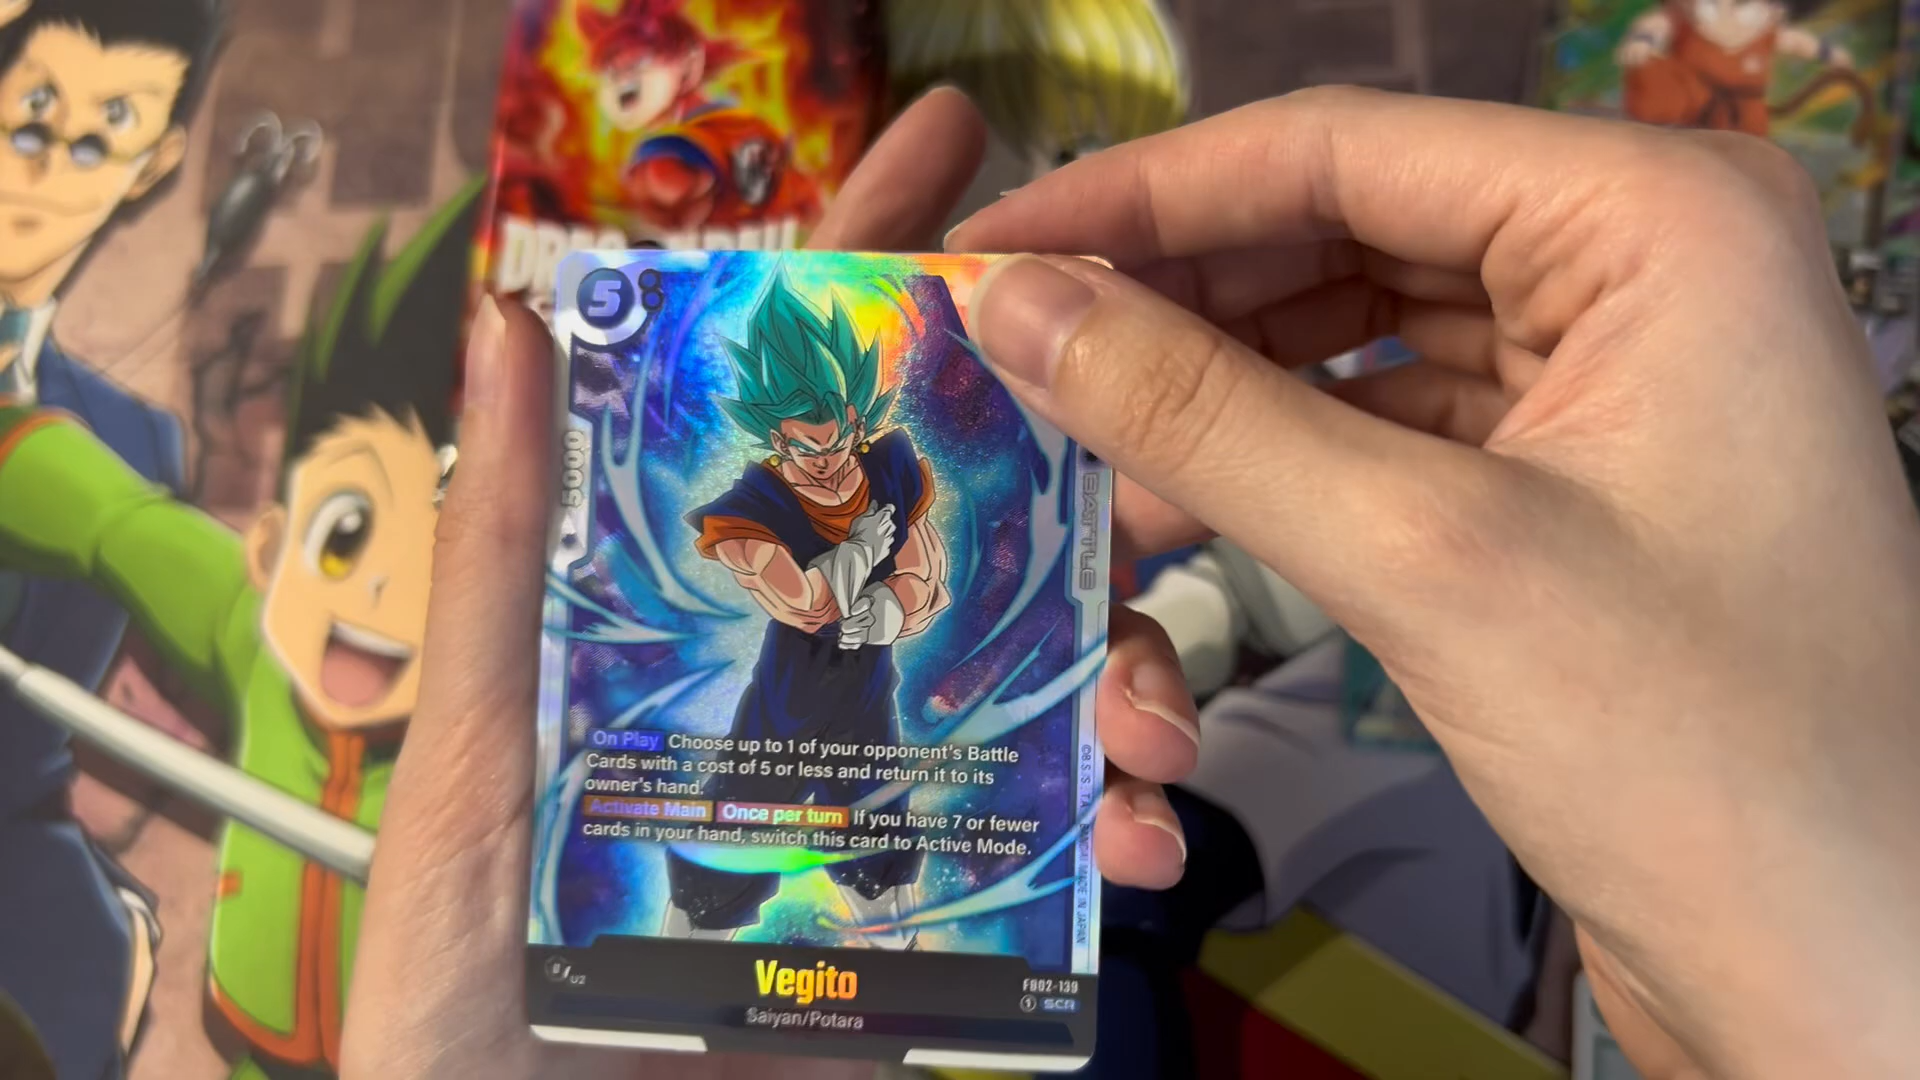 5
5000
BATTLE
On Play Choose up to 1 of your opponent's Battle
Cards with a cost of 5 or less and return it to its
owner's hand.
Activate Main Once per turn If you have 7 or fewer
cards in your hand, switch this card to Active Mode.
BANDAI MADE IN JAPAN
Vegito
FB02-139
SCR
Saiyan/Potara